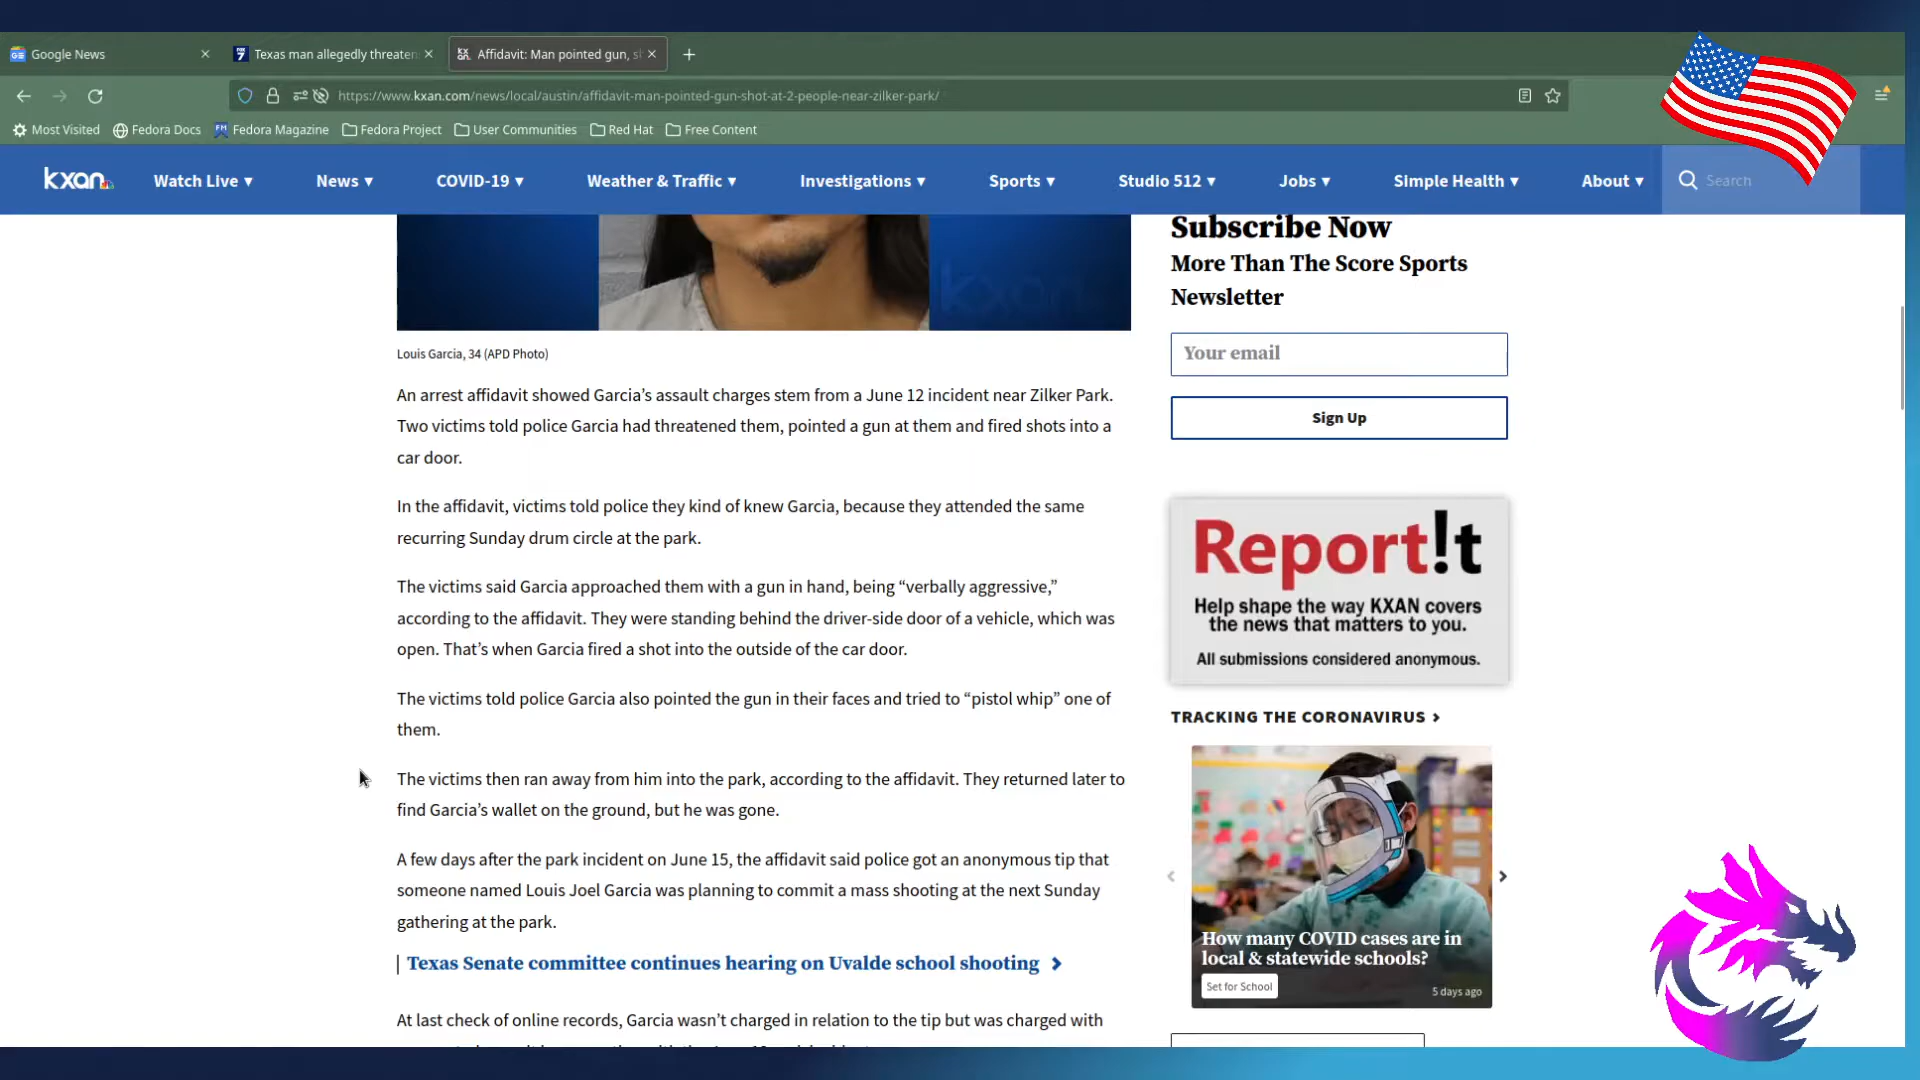 Google News
Texas man allegedly threaten
Affidavit: Man pointed gun, s
https://www.kxan.com/news/local/austin/affidavit-man-pointed-gun-shot-at-2-people-near-zilker-park/
Most Visited
Fedora Docs
Fedora Magazine
Fedora Project
User Communities
Red Hat
Free Content
kxan
Watch Live
News
COVID-19
Weather & Traffic
Investigations
Sports
Studio 512
Jobs
Simple Health
About
Search
kxan
Louis Garcia, 34 (APD Photo)
An arrest affidavit showed Garcia’s assault charges stem from a June 12 incident near Zilker Park.
Two victims told police Garcia had threatened them, pointed a gun at them and fired shots into a
car door.
In the affidavit, victims told police they kind of knew Garcia, because they attended the same
recurring Sunday drum circle at the park.
The victims said Garcia approached them with a gun in hand, being “verbally aggressive,”
according to the affidavit. They were standing behind the driver-side door of a vehicle, which was
open. That’s when Garcia fired a shot into the outside of the car door.
The victims told police Garcia also pointed the gun in their faces and tried to “pistol whip” one of
them.
The victims then ran away from him into the park, according to the affidavit. They returned later to
find Garcia’s wallet on the ground, but he was gone.
A few days after the park incident on June 15, the affidavit said police got an anonymous tip that
someone named Louis Joel Garcia was planning to commit a mass shooting at the next Sunday
gathering at the park.
Texas Senate committee continues hearing on Uvalde school shooting
At last check of online records, Garcia wasn’t charged in relation to the tip but was charged with
Subscribe Now
More Than The Score Sports
Newsletter
Your email
Sign Up
Report!t
Help shape the way KXAN covers
the news that matters to you.
All submissions considered anonymous.
TRACKING THE CORONAVIRUS
How many COVID cases are in
local & statewide schools?
Set for School
5 days ago